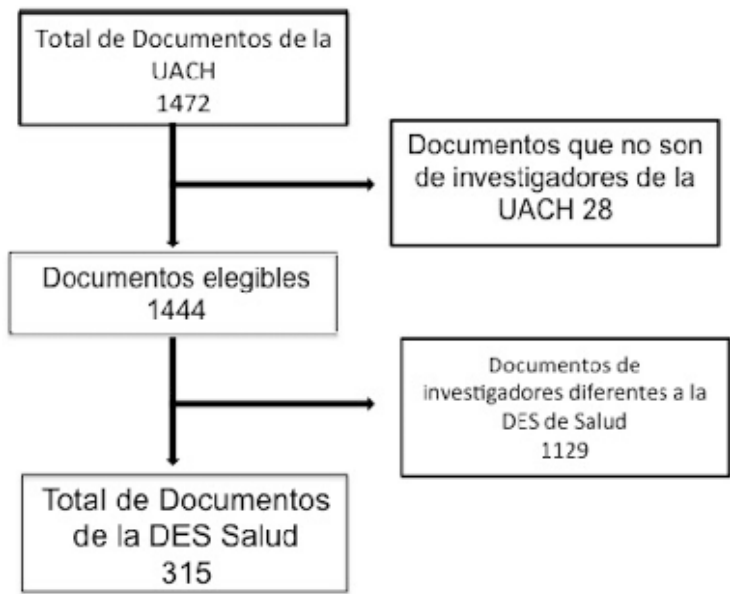 Total de Documentos de la
UACH
1472
Documentos que no son
de investigadores de la
UACH 28
Documentos elegibles
1444
Documentos de
investigadores diferentes a la
DES de Salud
1129
Total de Documentos
de la DES Salud
315